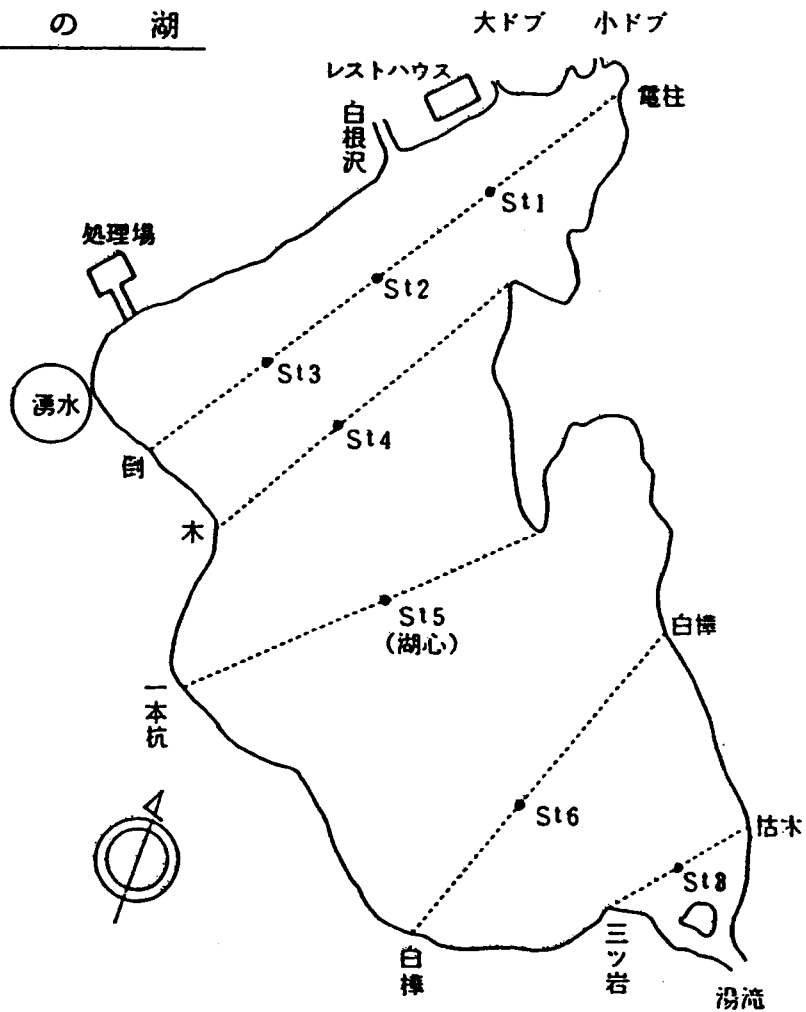 の 湖
大ドブ 小ドブ
レストハウス
電柱
白根沢
St1
処理場
St2
St3
湧水
St4
倒
木
St5
(湖心)
白樺
一本杭
St6
枯木
白樺
三ツ岩
湯滝